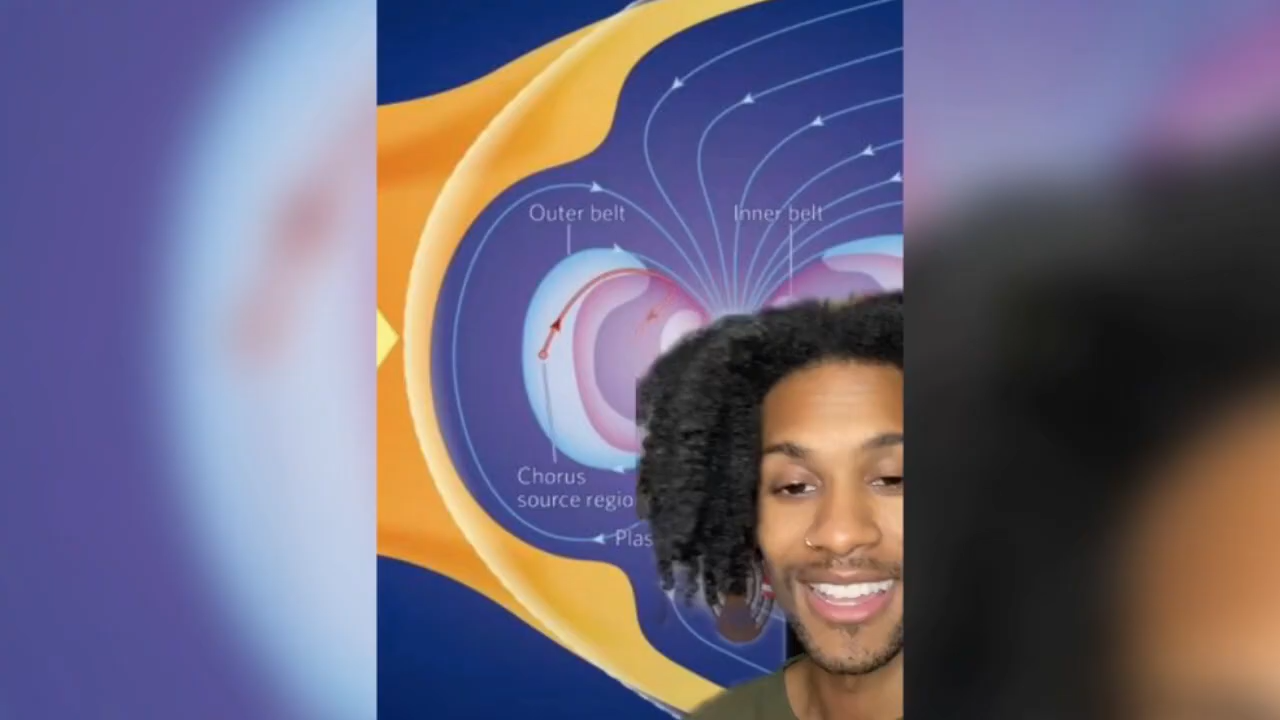 Outer belt
Inner belt
Chorus
source regio
Plas